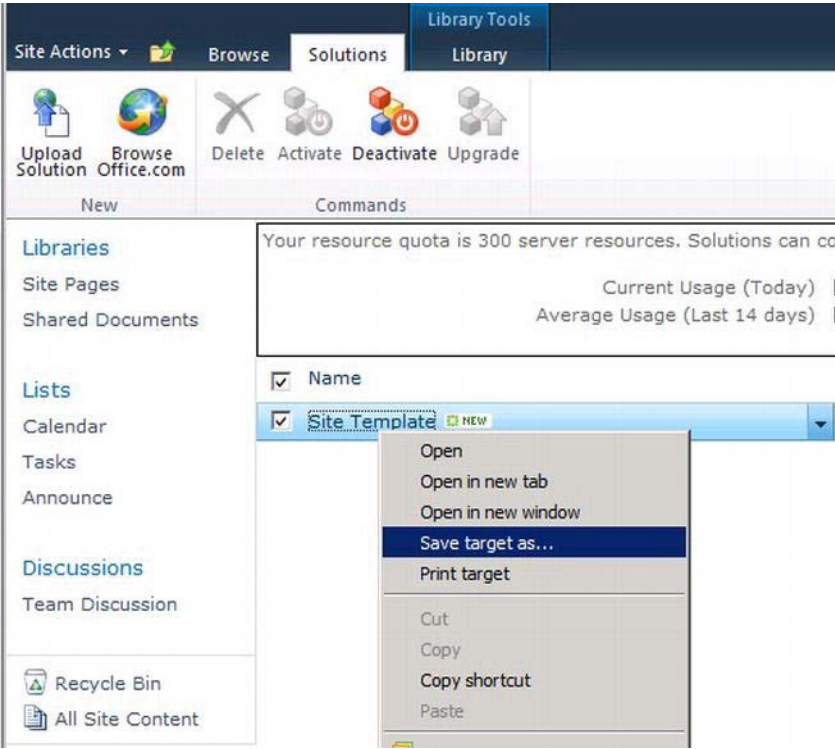 Library Tools
Site Actions Browse Solutions Library
Upload Solution Browse Office.com Delete Activate Deactivate Upgrade
New Commands
Libraries
Site Pages
Shared Documents
Lists
Calendar
Tasks
Announce
Discussions
Team Discussion
Recycle Bin
All Site Content
Your resource quota is 300 server resources. Solutions can
Current Usage (Today)
Average Usage (Last 14 days)
Name
Site Template NEW
Open
Open in new tab
Open in new window
Save target as...
Print target
Cut
Copy
Copy shortcut
Paste